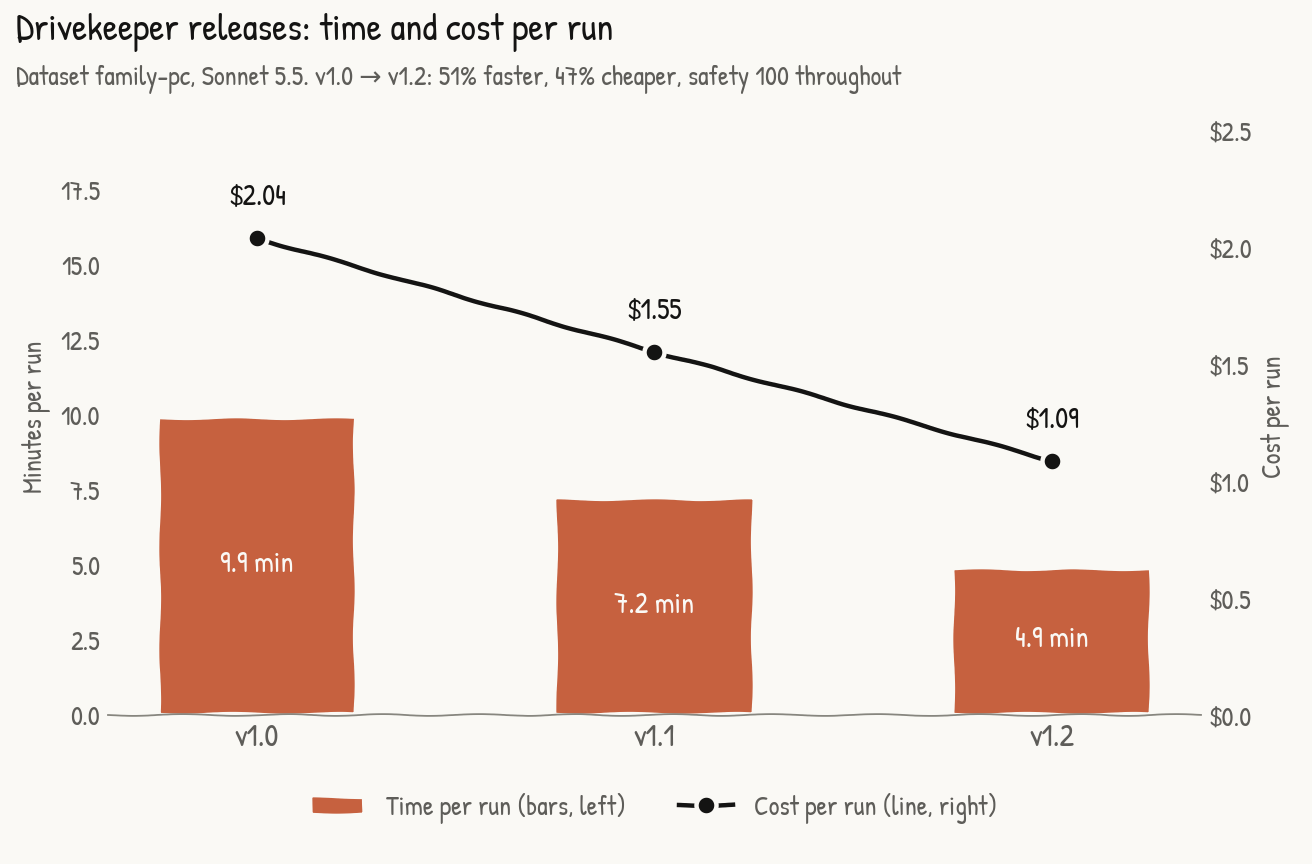 Drivekeeper releases: time and cost per run
Dataset family-pc, Sonnet 5.5. v1.0 → v1.2: 51% faster, 47% cheaper, safety 100 throughout
Minutes per run
17.5
15.0
12.5
10.0
7.5
5.0
2.5
0.0
$2.04
$1.55
$1.09
9.9 min
7.2 min
4.9 min
v1.0
v1.1
v1.2
$2.5
$2.0
$1.5
$1.0
$0.5
$0.0
Cost per run
Time per run (bars, left)
Cost per run (line, right)